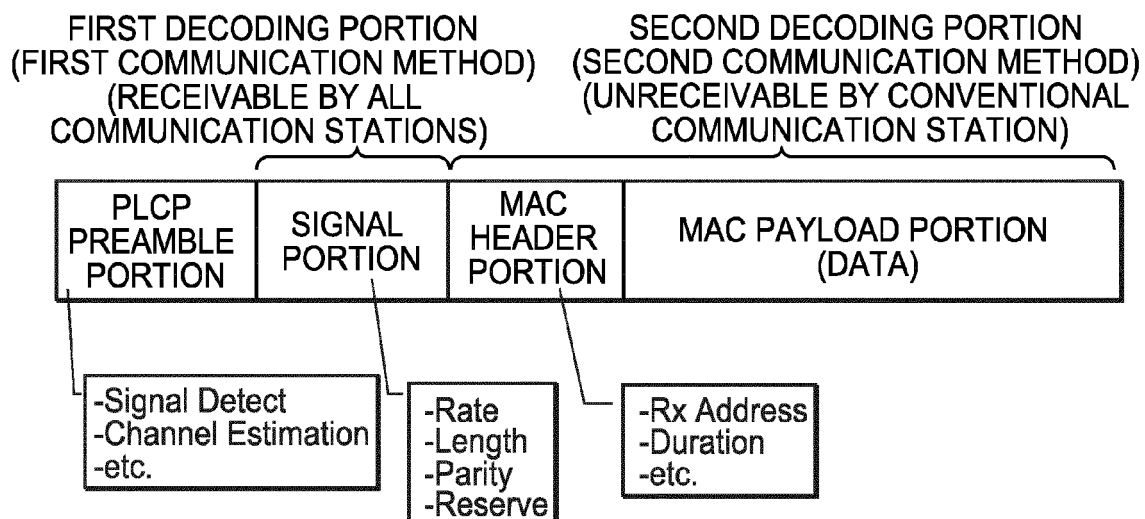 FIRST DECODING PORTION
(FIRST COMMUNICATION METHOD)
(RECEIVABLE BY ALL
COMMUNICATION STATIONS)
SECOND DECODING PORTION
(SECOND COMMUNICATION METHOD)
(UNRECEIVABLE BY CONVENTIONAL
COMMUNICATION STATION)
PLCP
PREAMBLE
PORTION
SIGNAL
PORTION
MAC
HEADER
PORTION
MAC PAYLOAD PORTION
(DATA)
-Signal Detect
-Channel Estimation
-etc.
-Rate
-Length
-Parity
-Reserve
-Rx Address
-Duration
-etc.